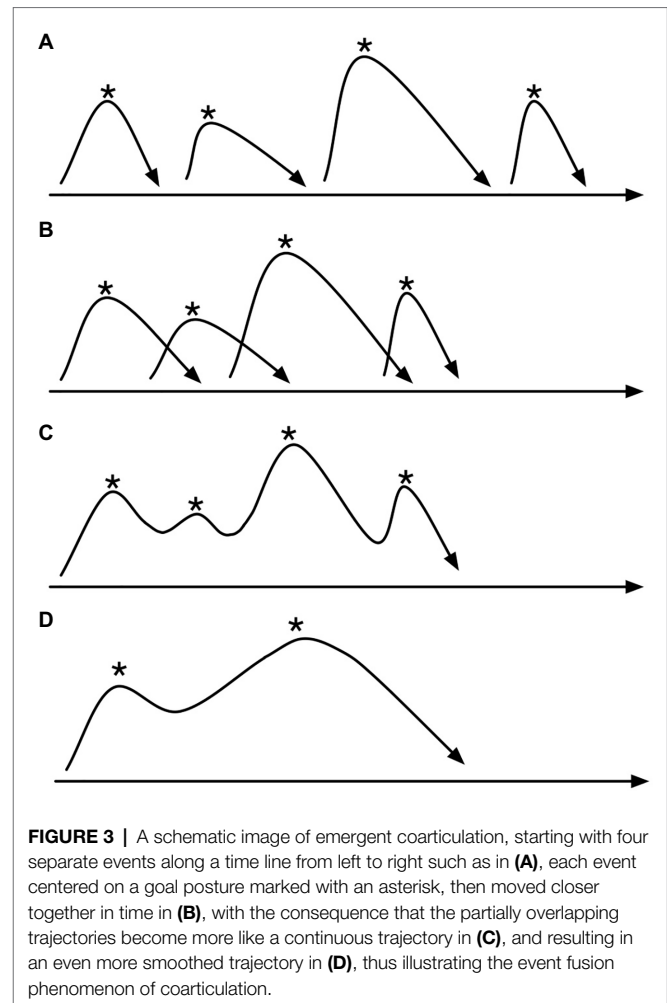 A
* * * *
B
* * * *
C
* * * *
D
* *
FIGURE 3 | A schematic image of emergent coarticulation, starting with four
separate events along a time line from left to right such as in (A), each event
centered on a goal posture marked with an asterisk, then moved closer
together in time in (B), with the consequence that the partially overlapping
trajectories become more like a continuous trajectory in (C), and resulting in
an even more smoothed trajectory in (D), thus illustrating the event fusion
phenomenon of coarticulation.